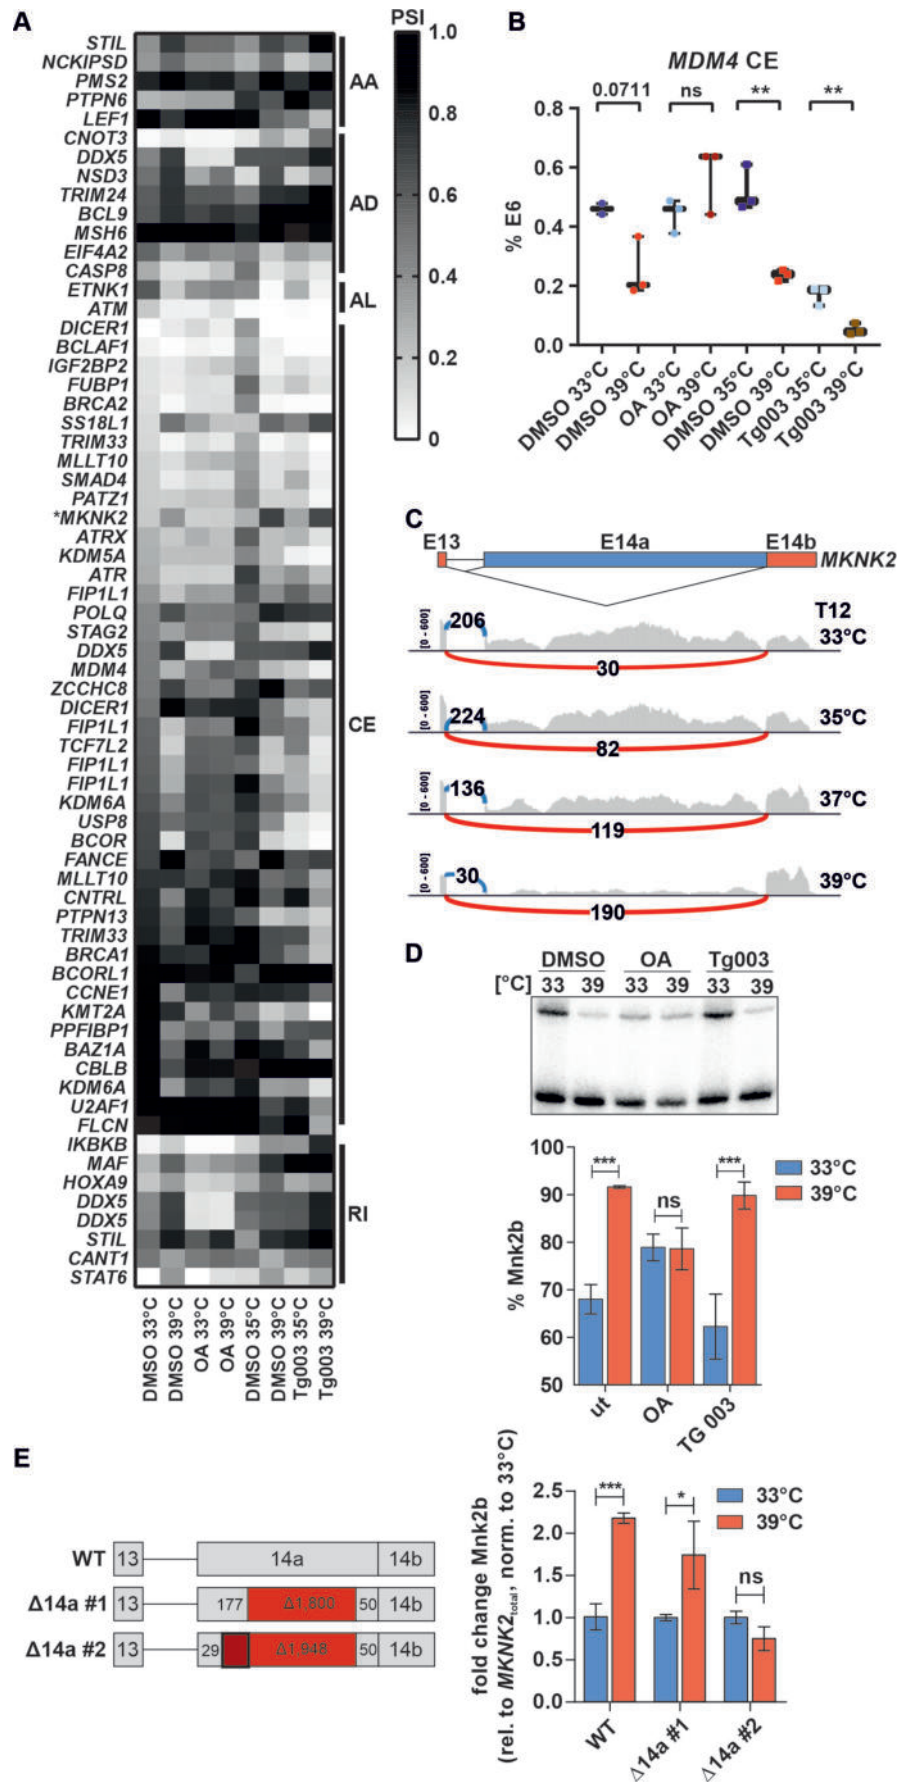 A
PSI
STIL
NCKIPSD
PMS2
PTPN6
LEF1
CNOT3
DDX5
NSD3
TRIM24
BCL9
MSH6
EIF4A2
CASP8
ETNK1
ATM
DICER1
BCLAF1
IGF2BP2
FUBP1
BRCA2
SS18L1
TRIM33
MLLT10
SMAD4
PATZ1
*MKNK2
ATRX
KDM5A
ATR
FIP1L1
POLQ
STAG2
DDX5
MDM4
ZCCHC8
DICER1
FIP1L1
TCF7L2
FIP1L1
FIP1L1
KDM6A
USP8
BCOR
FANCE
MLLT10
CNTRL
PTPN13
TRIM33
BRCA1
BCORL1
CCNE1
KMT2A
PPFIBP1
BAZ1A
CBLB
KDM6A
U2AF1
FLCN
IKBKB
MAF
HOXA9
DDX5
DDX5
STIL
CANT1
STAT6
AA
AD
AL
CE
RI
1.0
0.8
0.6
0.4
0.2
0
DMSO 33°C
DMSO 39°C
OA 33°C
OA 39°C
DMSO 35°C
DMSO 39°C
Tg003 35°C
Tg003 39°C
B
MDM4 CE
0.0711 ns ** **
% E6
0.8
0.6
0.4
0.2
0.0
DMSO 33°C
DMSO 39°C
OA 33°C
OA 39°C
DMSO 35°C
DMSO 39°C
Tg003 35°C
Tg003 39°C
C
E13 E14a E14b
MKNK2
T12
[0 - 600] 206 33°C
30
[0 - 600] 224 35°C
82
[0 - 600] 136 37°C
119
[0 - 600] 30 39°C
190
D
DMSO OA Tg003
[°C] 33 39 33 39 33 39
% Mnk2b
100
90
80
70
60
50
*** ns ***
33°C
39°C
ut OA TG 003
E
WT 13 14a 14b
Δ14a #1 13 177 Δ1,800 50 14b
Δ14a #2 13 29 Δ1,948 50 14b
fold change Mnk2b
(rel. to MKNK2total, norm. to 33°C)
2.5
2.0
1.5
1.0
0.5
0.0
*** * ns
33°C
39°C
WT Δ14a #1 Δ14a #2